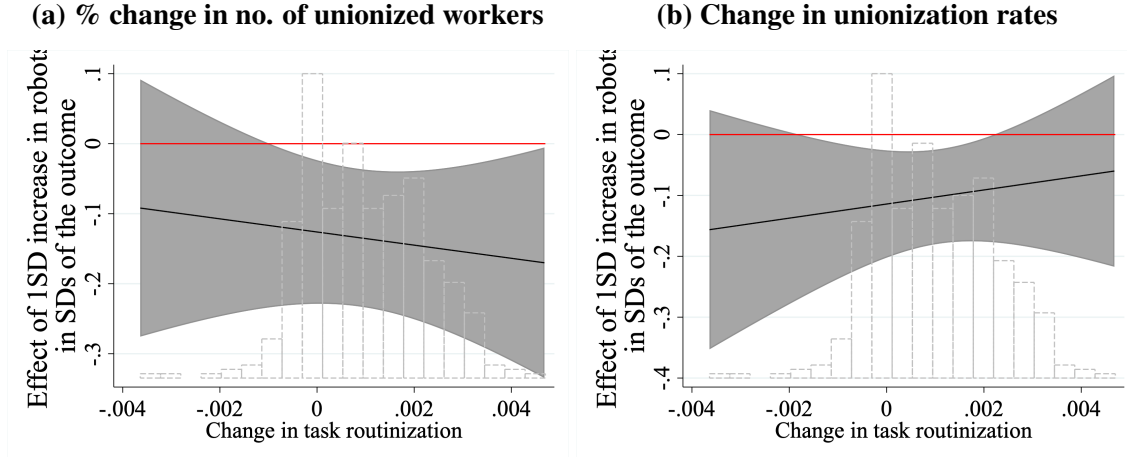 (a) % change in no. of unionized workers
(b) Change in unionization rates
Effect of 1SD increase in robots
in SDs of the outcome
.1
0
-.1
-.2
-.3
-.004
-.002
0
.002
.004
Change in task routinization
Effect of 1SD increase in robots
in SDs of the outcome
.1
0
-.1
-.2
-.3
-.4
-.004
-.002
0
.002
.004
Change in task routinization